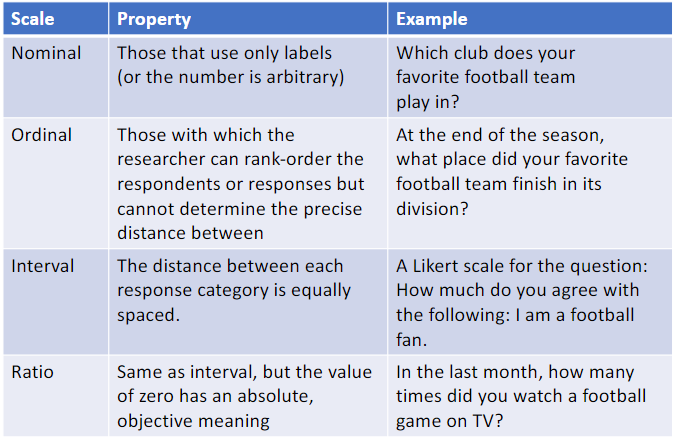 Scale Property Example
Nominal
Those that use only labels
(or the number is arbitrary)
Which club does your
favorite football team
play in?
Ordinal
Those with which the
researcher can rank-order the
respondents or responses but
cannot determine the precise
distance between
At the end of the season,
what place did your favorite
football team finish in its
division?
Interval
The distance between each
response category is equally
spaced.
A Likert scale for the question:
How much do you agree with
the following: I am a football
fan.
Ratio
Same as interval, but the value
of zero has an absolute,
objective meaning
In the last month, how many
times did you watch a football
game on TV?